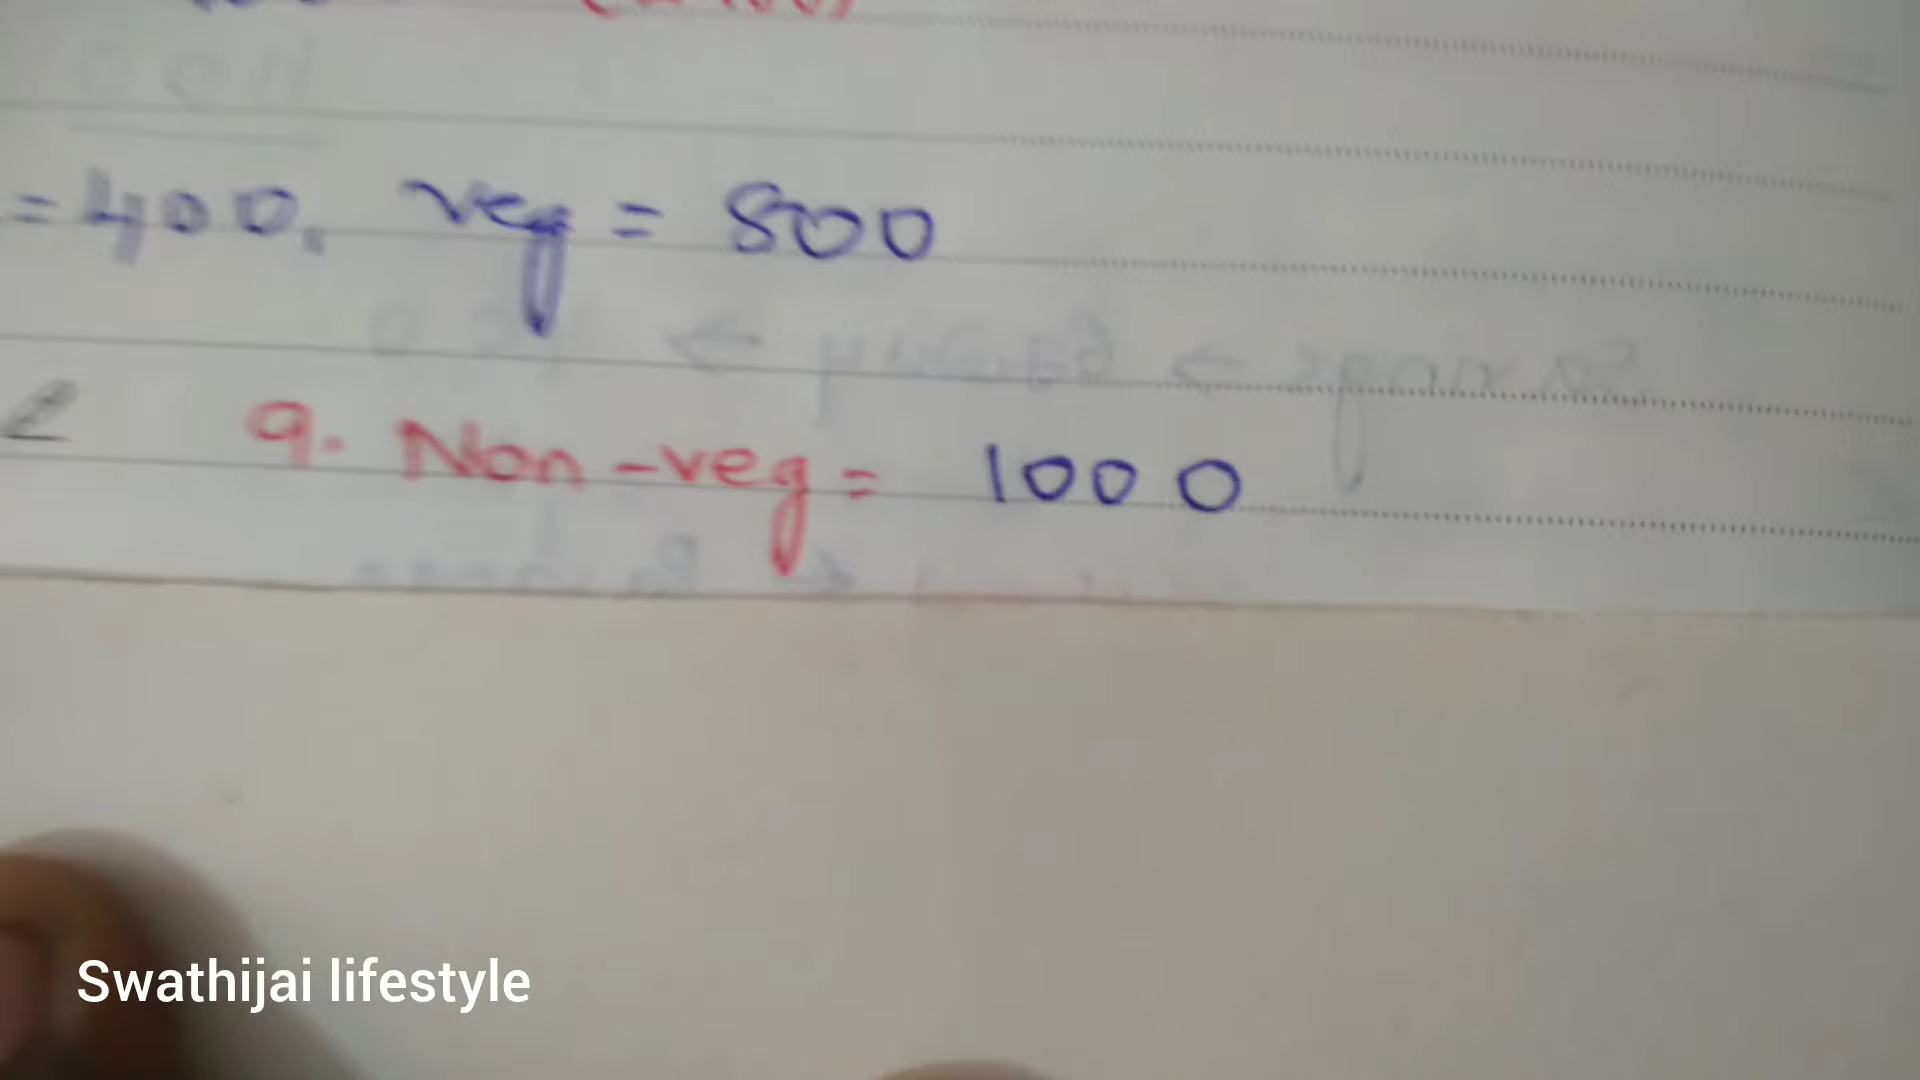 = 400. veg = 800
9. Non-veg = 1000
Swathijai lifestyle